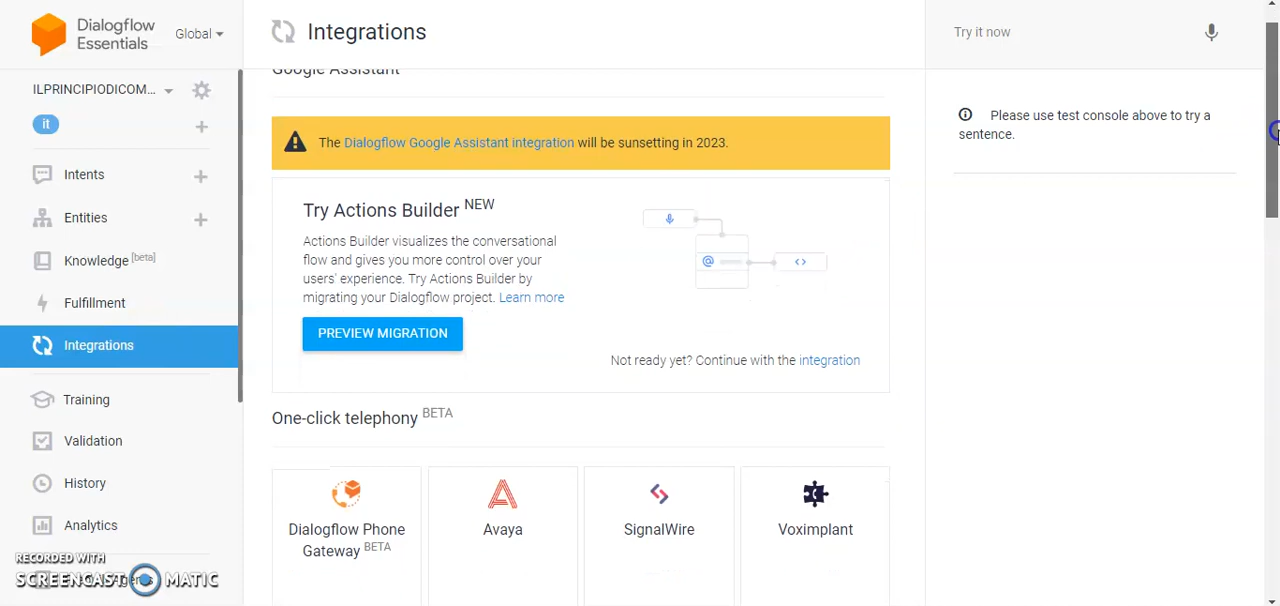 Dialogflow
Essentials
Global
ILPRINCIPIODICOM...
it
Intents
Entities
Knowledge [beta]
Fulfillment
Integrations
Training
Validation
History
Analytics
RECORDED WITH
SCREENCAST MATIC
Integrations
Google Assistant
The Dialogflow Google Assistant integration will be sunsetting in 2023.
Try Actions Builder NEW
Actions Builder visualizes the conversational
flow and gives you more control over your
users' experience. Try Actions Builder by
migrating your Dialogflow project. Learn more
PREVIEW MIGRATION
Not ready yet? Continue with the integration
One-click telephony BETA
Dialogflow Phone
Gateway BETA
Avaya
SignalWire
Voximplant
Try it now
Please use test console above to try a
sentence.